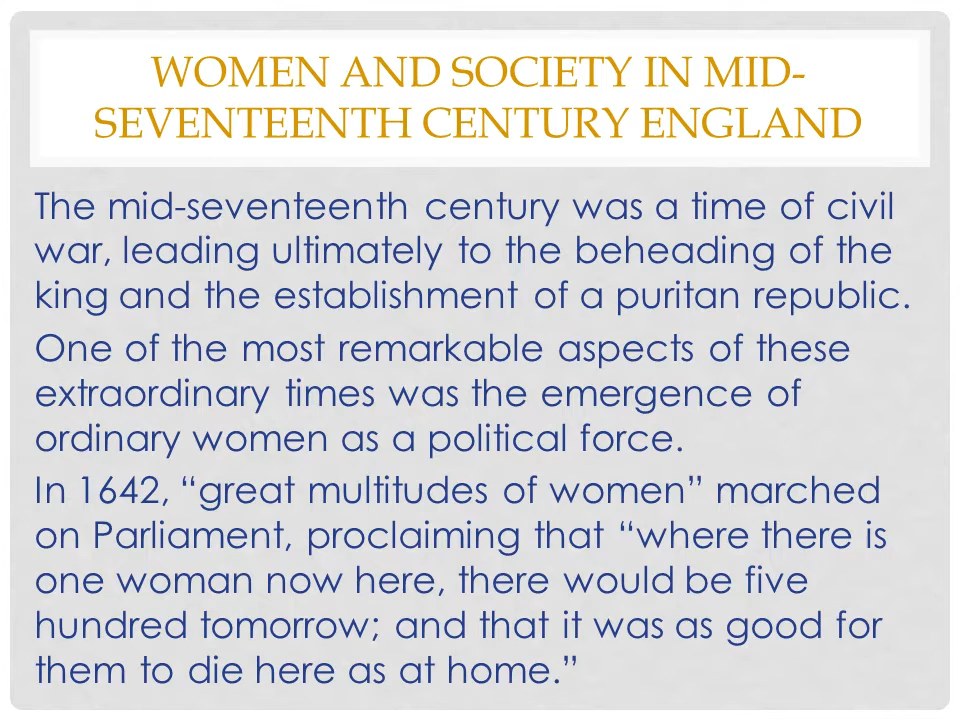 WOMEN AND SOCIETY IN MID-
SEVENTEENTH CENTURY ENGLAND
The mid-seventeenth century was a time of civil
war, leading ultimately to the beheading of the
king and the establishment of a puritan republic.
One of the most remarkable aspects of these
extraordinary times was the emergence of
ordinary women as a political force.
In 1642, “great multitudes of women” marched
on Parliament, proclaiming that “where there is
one woman now here, there would be five
hundred tomorrow; and that it was as good for
them to die here as at home.”